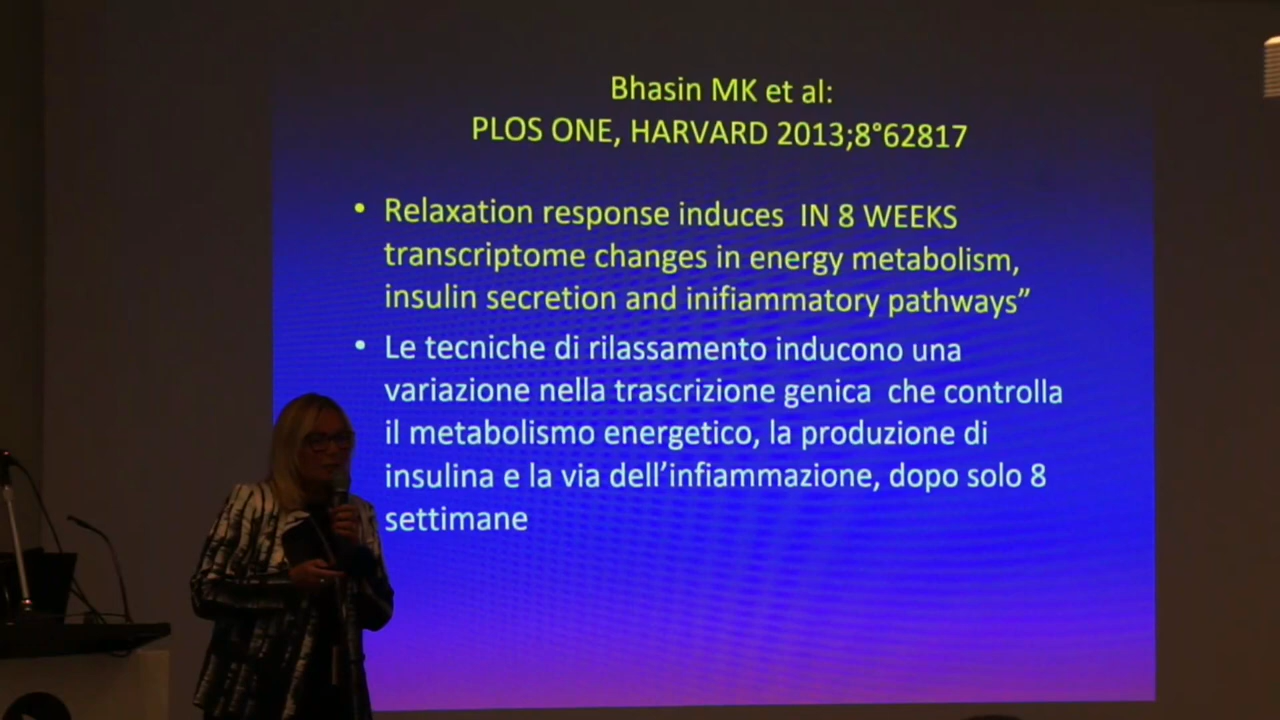 Bhasin MK et al:
PLOS ONE, HARVARD 2013;8°62817
• Relaxation response induces IN 8 WEEKS
transcriptome changes in energy metabolism,
insulin secretion and inifiammatory pathways”
• Le tecniche di rilassamento inducono una
variazione nella trascrizione genica che controlla
il metabolismo energetico, la produzione di
insulina e la via dell’infiammazione, dopo solo 8
settimane